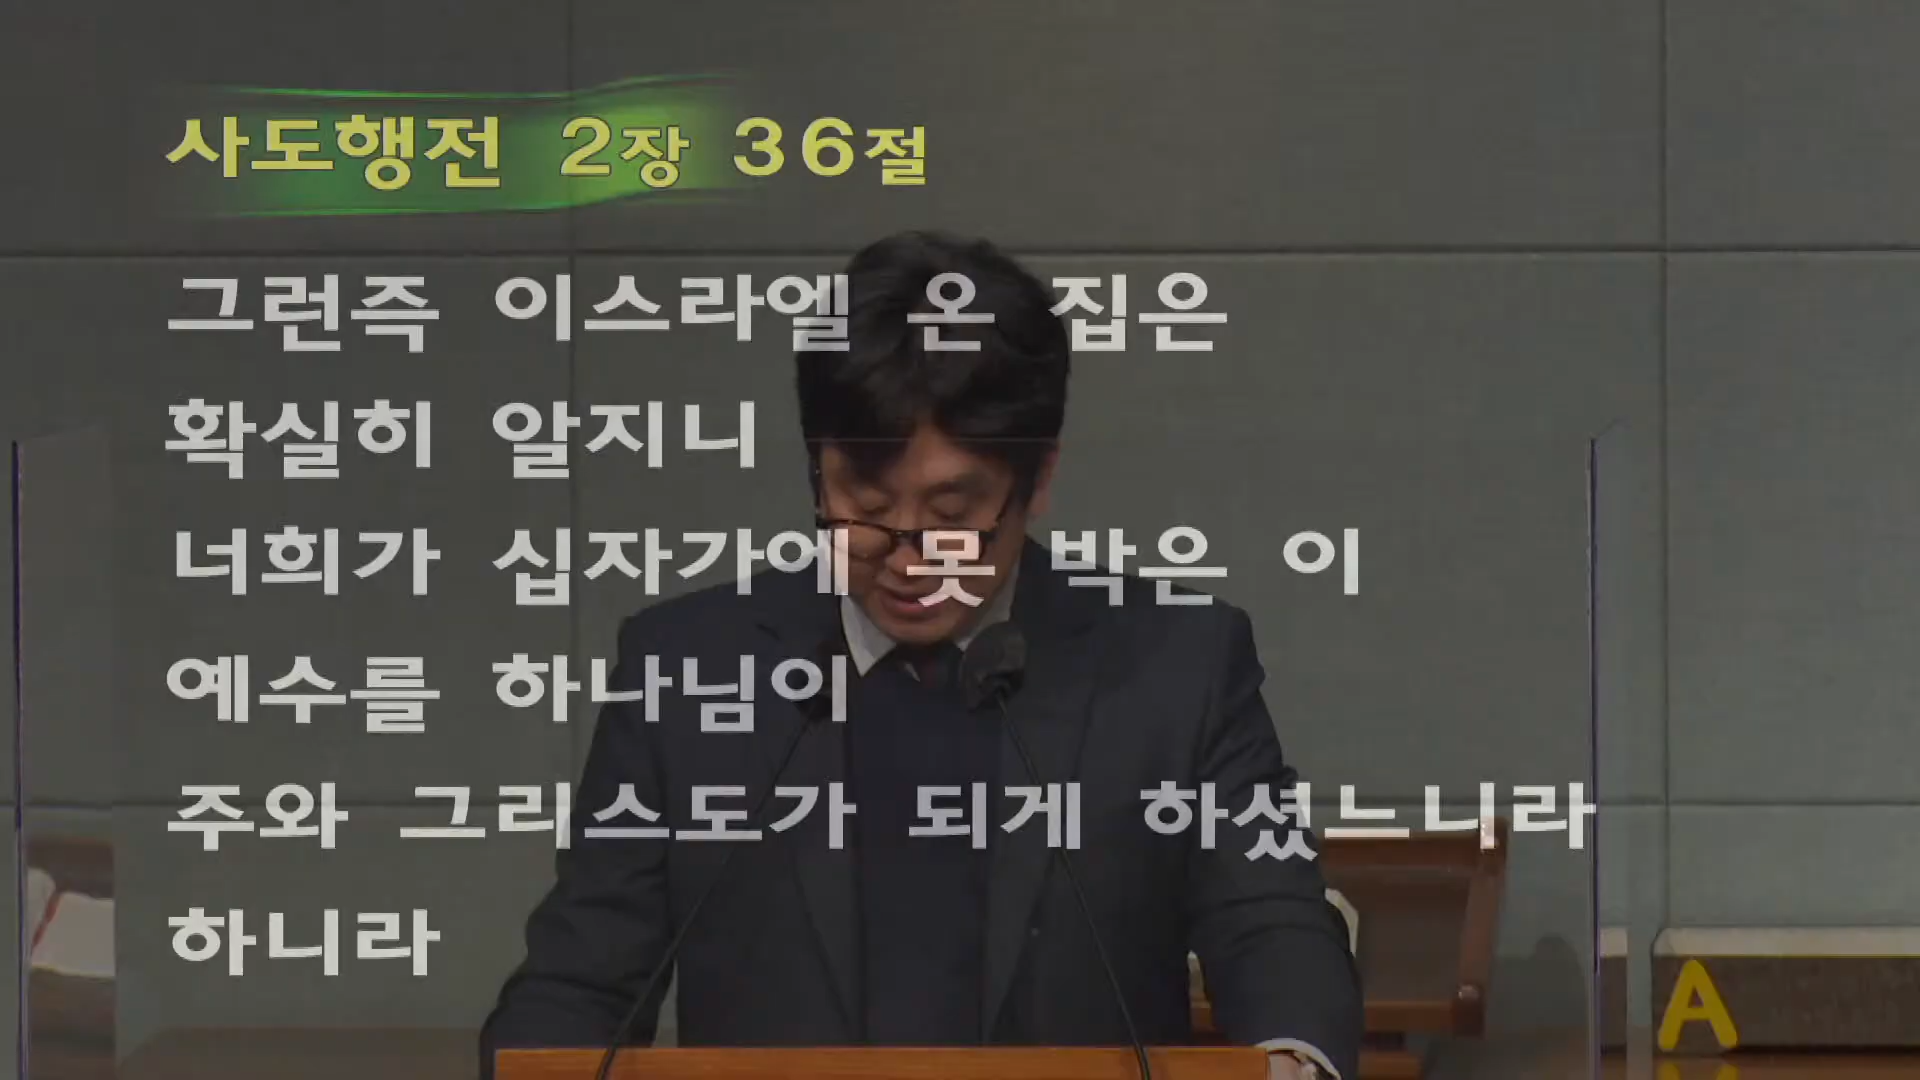 사도행전 2장 36절
그런즉 이스라엘 온 집은
확실히 알지니
너희가 십자가에 못 박은 이
예수를 하나님이
주와 그리스도가 되게 하셨느니라
하니라
A